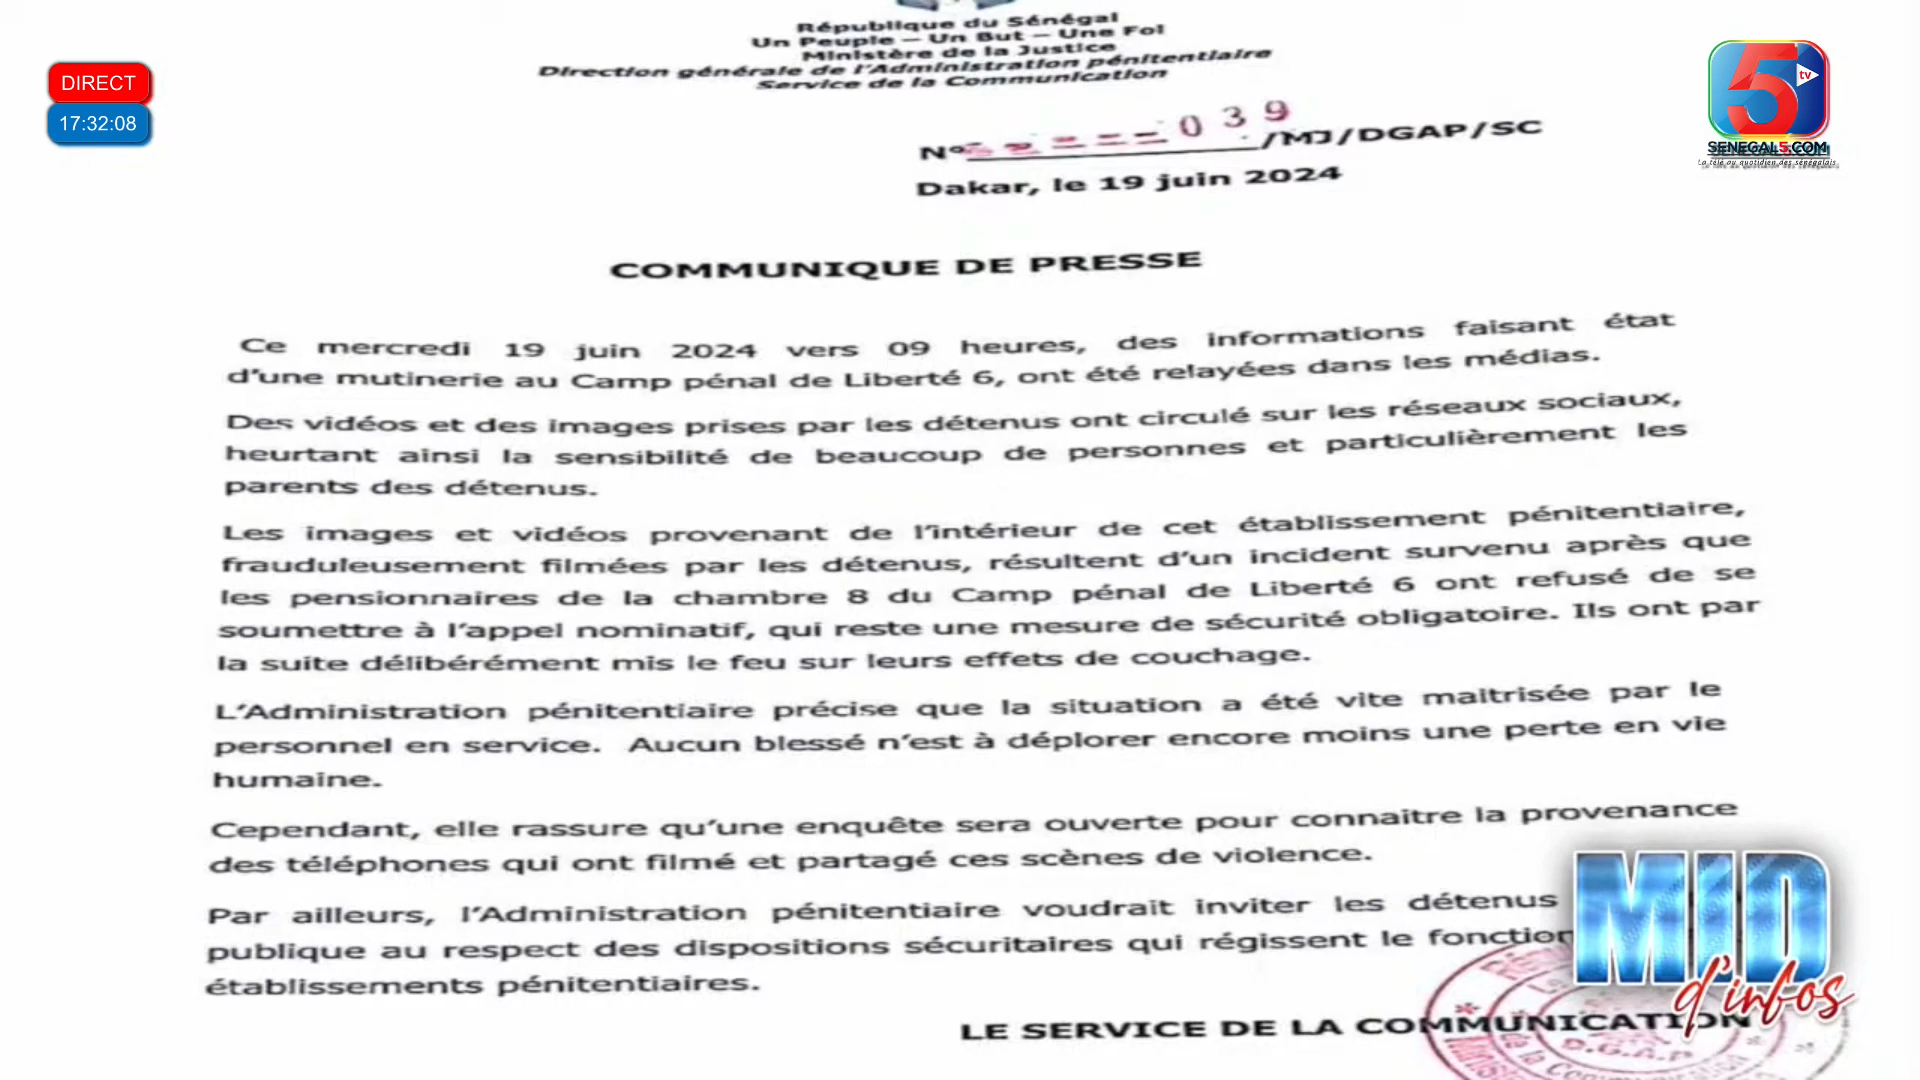 République du Sénégal
Un Peuple – Un But – Une Foi
Ministère de la Justice
Direction générale de l'Administration pénitentiaire
Service de la Communication
DIRECT
17:32:08
5
tv
SENEGAL5.COM
La télé au quotidien des sénégalais
N° 039 /MJ/DGAP/SC
Dakar, le 19 juin 2024
COMMUNIQUE DE PRESSE
Ce mercredi 19 juin 2024 vers 09 heures, des informations faisant état
d'une mutinerie au Camp pénal de Liberté 6, ont été relayées dans les médias.
Des vidéos et des images prises par les détenus ont circulé sur les réseaux sociaux,
heurtant ainsi la sensibilité de beaucoup de personnes et particulièrement les
parents des détenus.
Les images et vidéos provenant de l'intérieur de cet établissement pénitentiaire,
frauduleusement filmées par les détenus, résultent d'un incident survenu après que
les pensionnaires de la chambre 8 du Camp pénal de Liberté 6 ont refusé de se
soumettre à l'appel nominatif, qui reste une mesure de sécurité obligatoire. Ils ont par
la suite délibérément mis le feu sur leurs effets de couchage.
L'Administration pénitentiaire précise que la situation a été vite maitrisée par le
personnel en service. Aucun blessé n'est à déplorer encore moins une perte en vie
humaine.
Cependant, elle rassure qu'une enquête sera ouverte pour connaitre la provenance
des téléphones qui ont filmé et partagé ces scènes de violence.
Par ailleurs, l'Administration pénitentiaire voudrait inviter les détenus
publique au respect des dispositions sécuritaires qui régissent le fonction
établissements pénitentiaires.
LE SERVICE DE LA COMMUNICATION
D.G.A.P
de la Communication
MID
d'infos